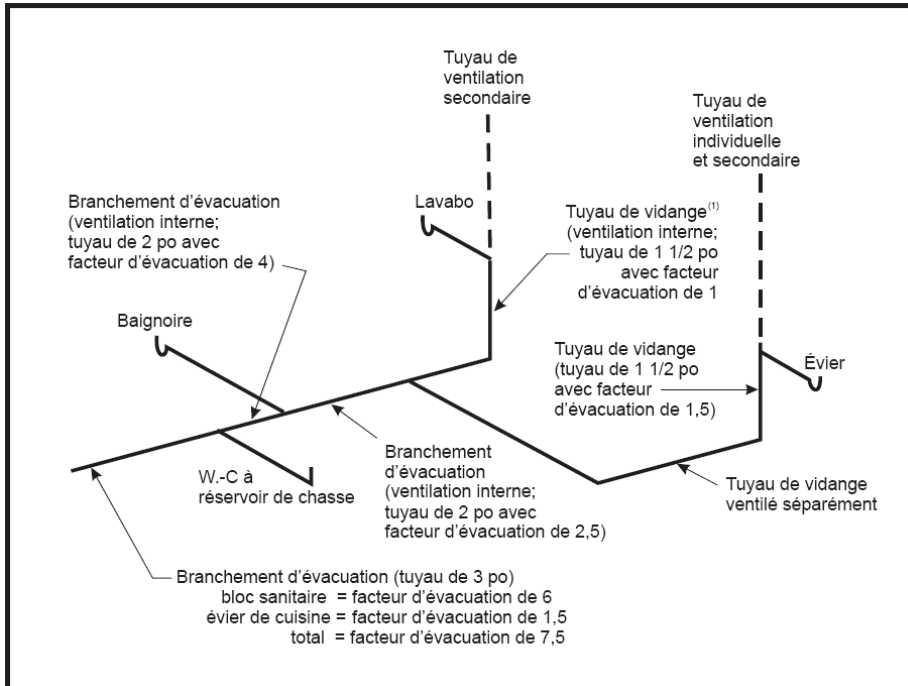 Tuyau de
ventilation
secondaire
Tuyau de
ventilation
individuelle
et secondaire
Branchement d'évacuation
(ventilation interne;
tuyau de 2 po avec
facteur d'évacuation de 4)
Lavabo
Tuyau de vidange(1)
(ventilation interne;
tuyau de 1 1/2 po
avec facteur
d'évacuation de 1
Baignoire
Tuyau de vidange
(tuyau de 1 1/2 po
avec facteur
d'évacuation de 1,5)
Évier
W.-C à
réservoir de chasse
Branchement
d'évacuation
(ventilation interne;
tuyau de 2 po avec
facteur d'évacuation de 2,5)
Tuyau de vidange
ventilé séparément
Branchement d'évacuation (tuyau de 3 po)
bloc sanitaire = facteur d'évacuation de 6
évier de cuisine = facteur d'évacuation de 1,5
total = facteur d'évacuation de 7,5